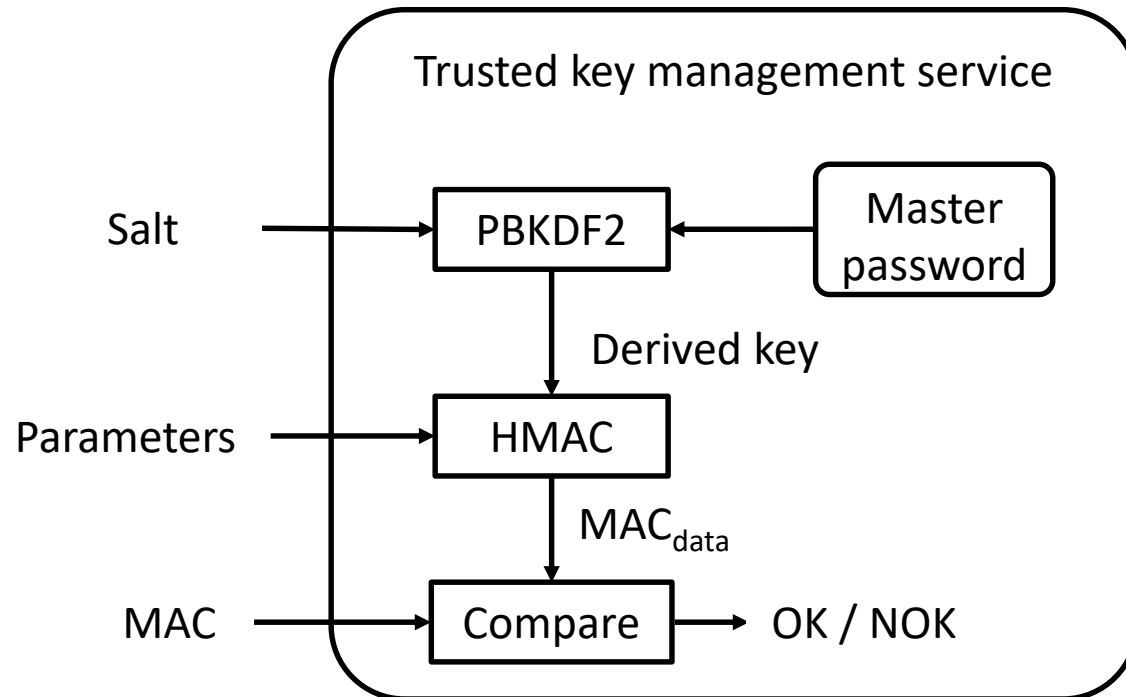 Trusted key management service
Salt
PBKDF2
Master
password
Derived key
Parameters
HMAC
MACdata
MAC
Compare
OK / NOK